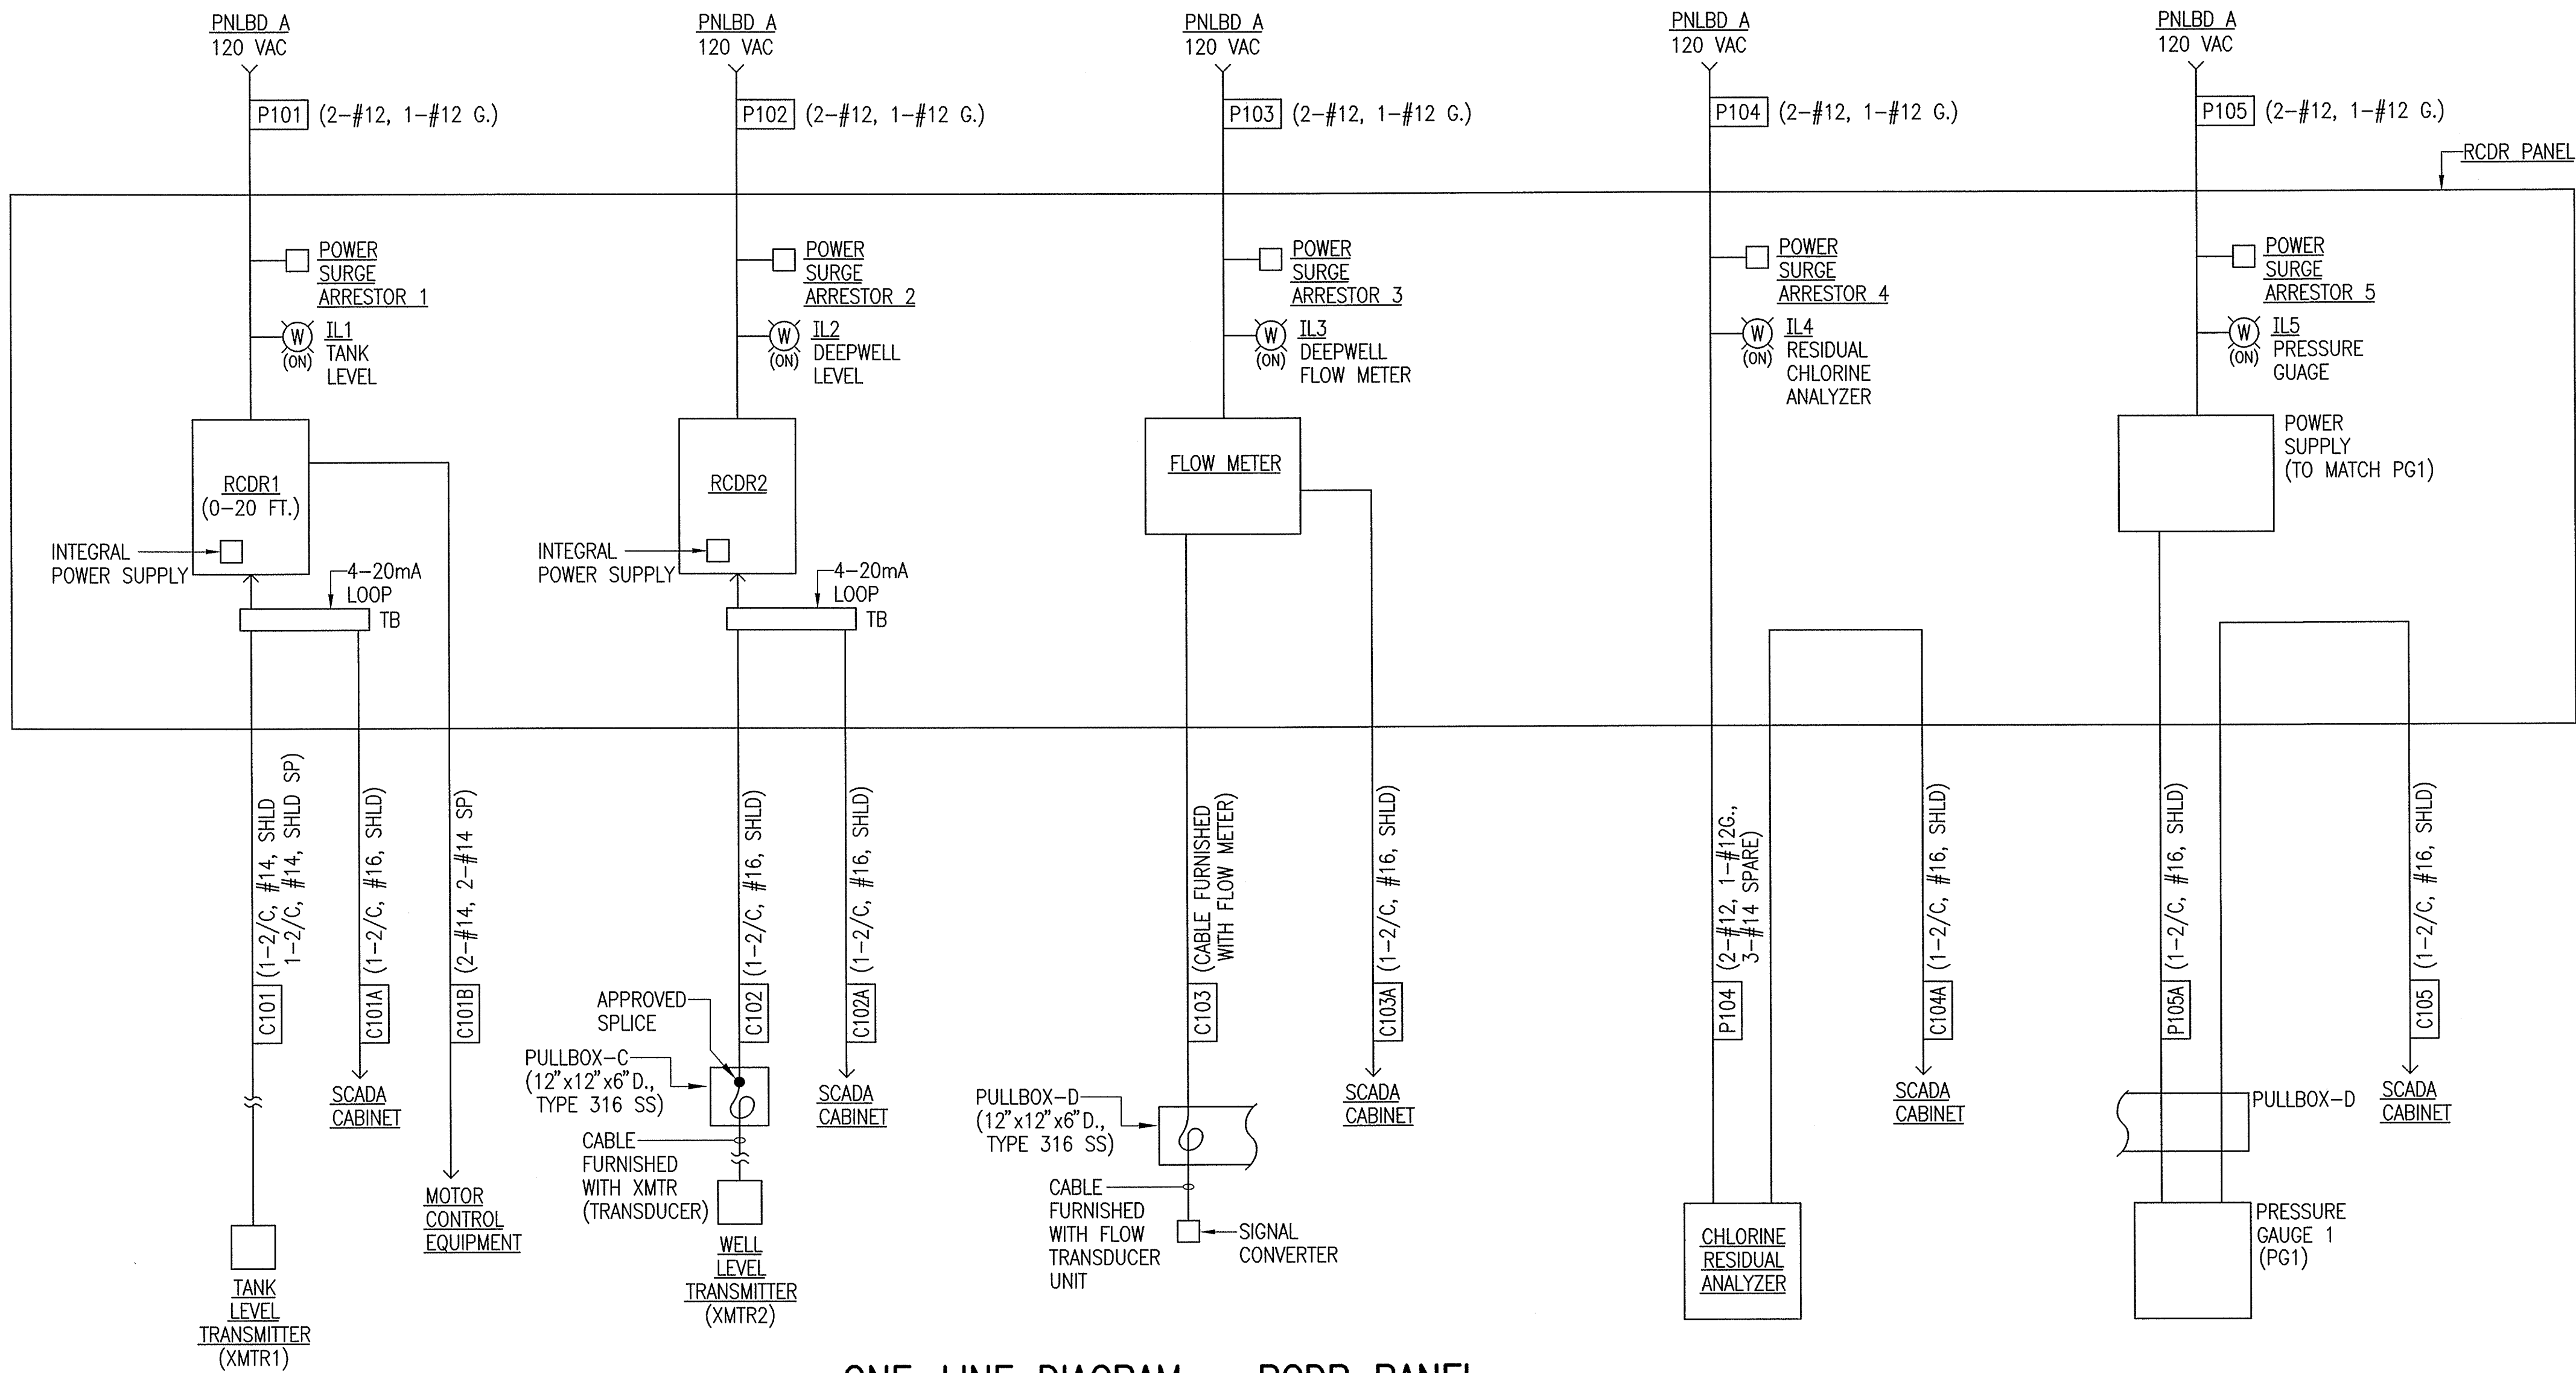 PNLBD A
120 VAC
P101 (2-#12, 1-#12 G.)
PNLBD A
120 VAC
P102 (2-#12, 1-#12 G.)
PNLBD A
120 VAC
P103 (2-#12, 1-#12 G.)
PNLBD A
120 VAC
P104 (2-#12, 1-#12 G.)
PNLBD A
120 VAC
P105 (2-#12, 1-#12 G.)
RCDR PANEL
POWER
SURGE
ARRESTOR 1
W
(ON)
IL1
TANK
LEVEL
RCDR1
(0-20 FT.)
INTEGRAL
POWER SUPPLY
4-20mA
LOOP
TB
POWER
SURGE
ARRESTOR 2
W
(ON)
IL2
DEEPWELL
LEVEL
RCDR2
INTEGRAL
POWER SUPPLY
4-20mA
LOOP
TB
POWER
SURGE
ARRESTOR 3
W
(ON)
IL3
DEEPWELL
FLOW METER
FLOW METER
POWER
SURGE
ARRESTOR 4
W
(ON)
IL4
RESIDUAL
CHLORINE
ANALYZER
POWER
SURGE
ARRESTOR 5
W
(ON)
IL5
PRESSURE
GUAGE
POWER
SUPPLY
(TO MATCH PG1)
C101 (1-2/C, #14, SHLD
1-2/C, #14, SHLD SP)
C101A (1-2/C, #16, SHLD)
C101B (2-#14, 2-#14 SP)
SCADA
CABINET
MOTOR
CONTROL
EQUIPMENT
TANK
LEVEL
TRANSMITTER
(XMTR1)
C102 (1-2/C, #16, SHLD)
C102A (1-2/C, #16, SHLD)
APPROVED
SPLICE
PULLBOX-C
(12"x12"x6"D.,
TYPE 316 SS)
CABLE
FURNISHED
WITH XMTR
(TRANSDUCER)
SCADA
CABINET
WELL
LEVEL
TRANSMITTER
(XMTR2)
C103 (CABLE FURNISHED
WITH FLOW METER)
C103A (1-2/C, #16, SHLD)
PULLBOX-D
(12"x12"x6"D.,
TYPE 316 SS)
SCADA
CABINET
CABLE
FURNISHED
WITH FLOW
TRANSDUCER
UNIT
SIGNAL
CONVERTER
P104 (2-#12, 1-#12G.,
3-#14 SPARE)
C104A (1-2/C, #16, SHLD)
SCADA
CABINET
CHLORINE
RESIDUAL
ANALYZER
P105A (1-2/C, #16, SHLD)
C105 (1-2/C, #16, SHLD)
PULLBOX-D
SCADA
CABINET
PRESSURE
GAUGE 1
(PG1)
ONE-LINE DIAGRAM - RCDR PANEL